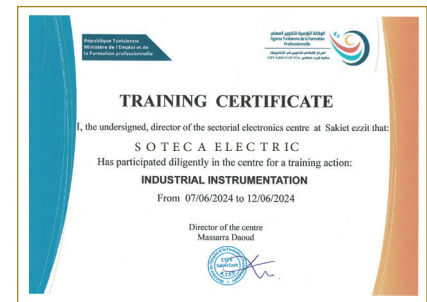 République Tunisienne
Ministère de l'Emploi et de
la Formation professionnelle
الوكالة التونسية للتكوين المهني
Agence Tunisienne de la Formation
Professionnelle
TRAINING CERTIFICATE
I, the undersigned, director of the sectorial electronics centre at Sakiet ezzit that:
SOTECA ELECTRIC
Has participated diligently in the centre for a training action:
INDUSTRIAL INSTRUMENTATION
From 07/06/2024 to 12/06/2024
Director of the centre
Massarra Daoud